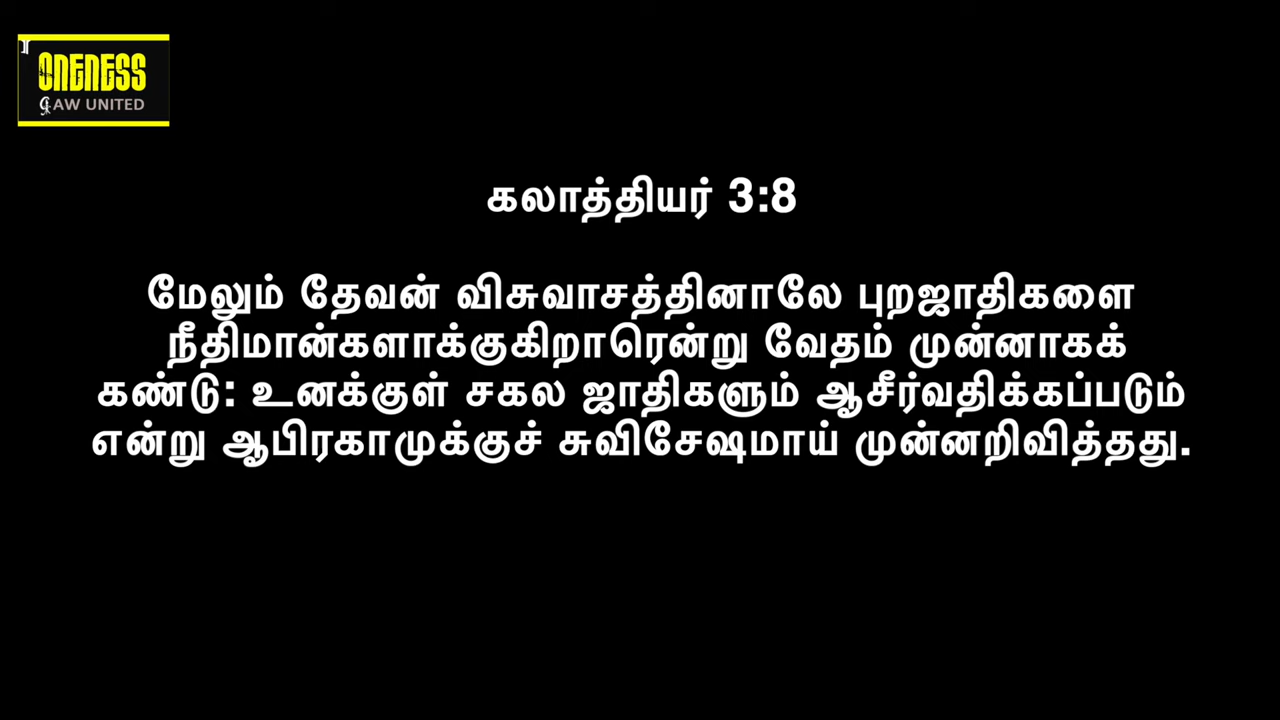 ONENESS
AW UNITED
கலாத்தியர் 3:8
மேலும் தேவன் விசுவாசத்தினாலே புறஜாதிகளை
நீதிமான்களாக்குகிறாரென்று வேதம் முன்னாகக்
கண்டு: உனக்குள் சகல ஜாதிகளும் ஆசீர்வதிக்கப்படும்
என்று ஆபிரகாமுக்குச் சுவிசேஷமாய் முன்னறிவித்தது.